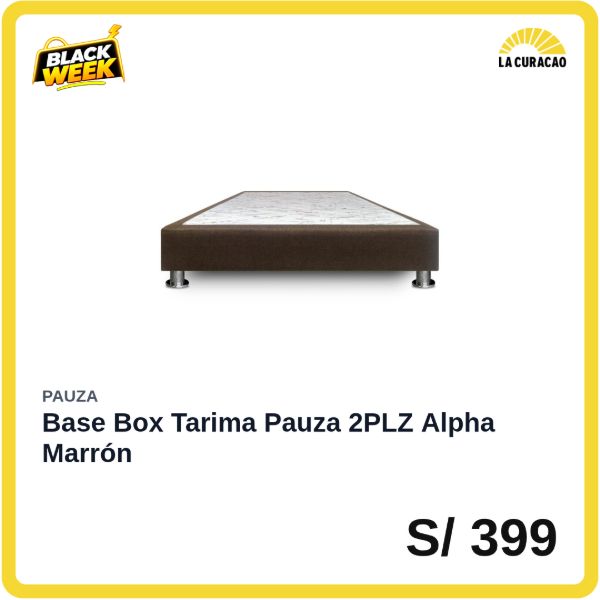 BLACK
WEEK
LA CURACAO
PAUZA
Base Box Tarima Pauza 2PLZ Alpha
Marrón
S/ 399